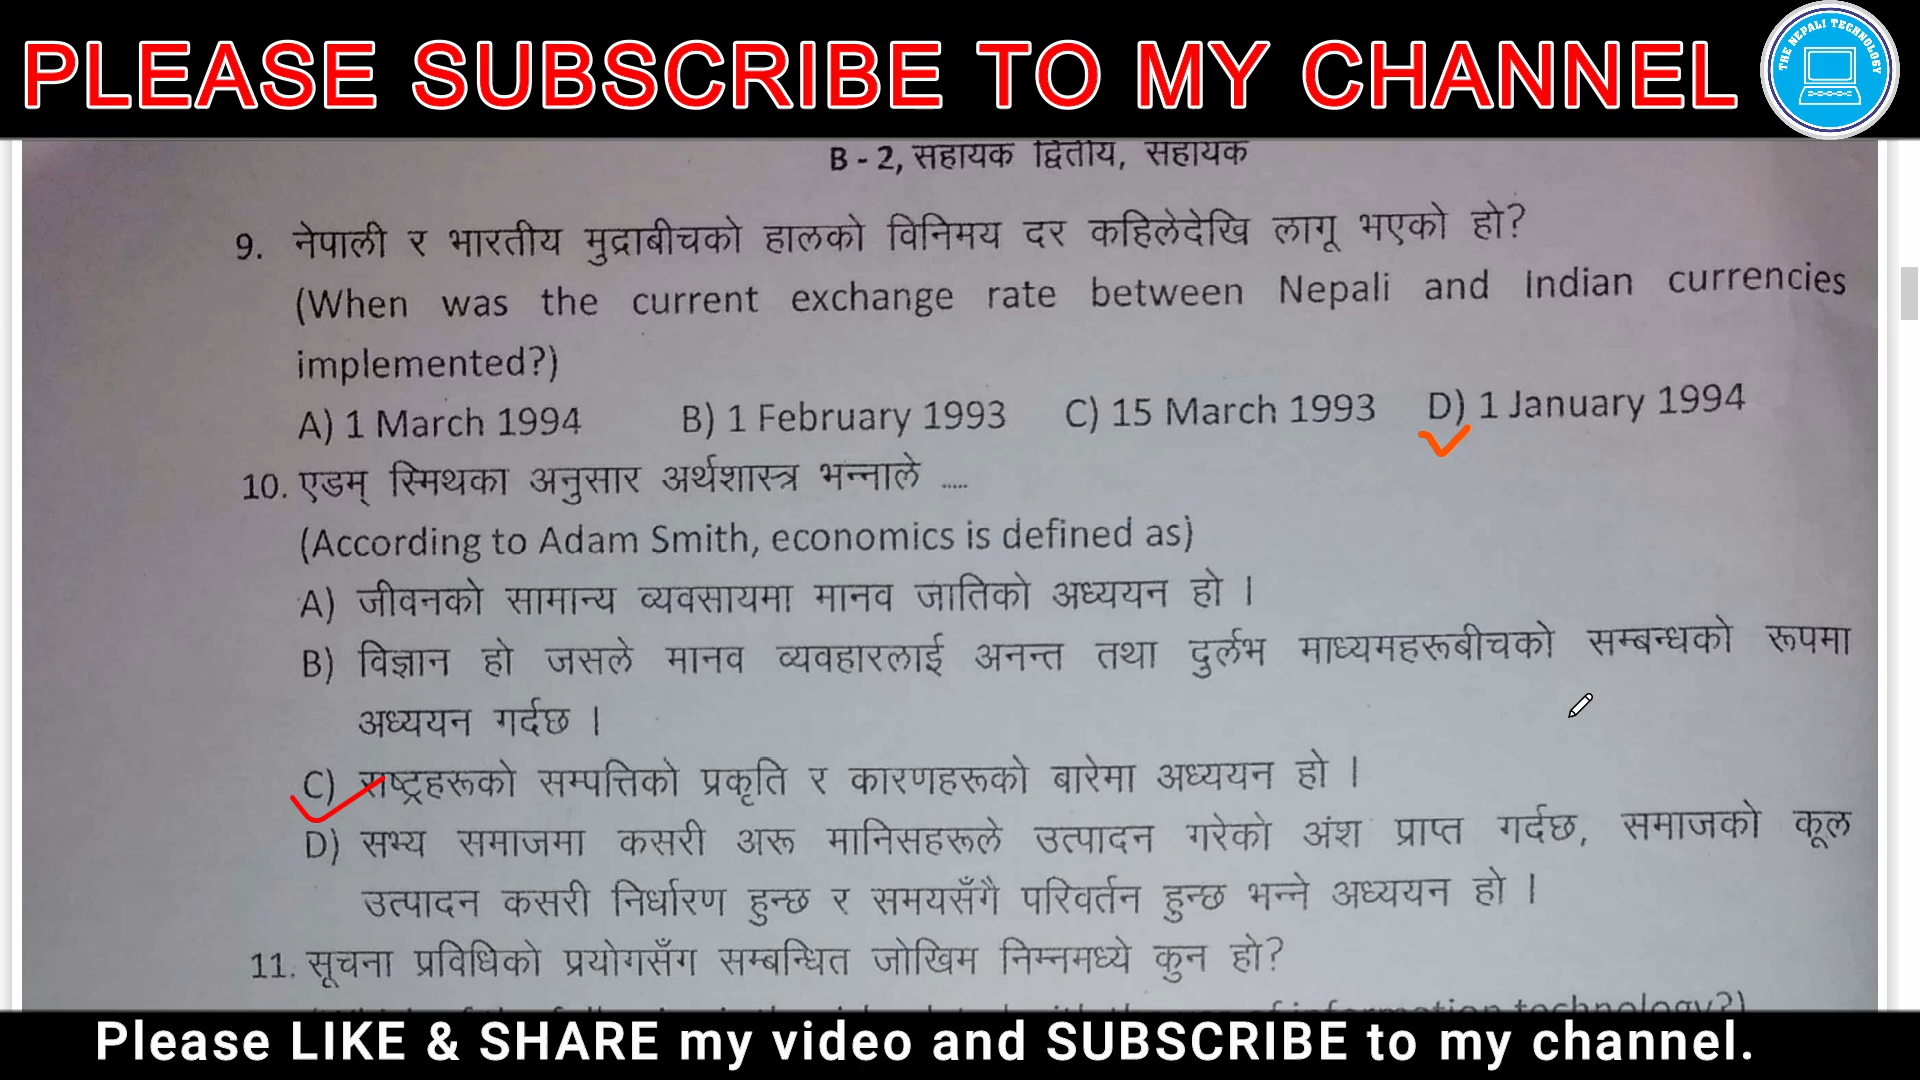 PLEASE SUBSCRIBE TO MY CHANNEL
THE NEPALI TECHNOLOGY
B - 2, सहायक द्वितीय, सहायक
9. नेपाली र भारतीय मुद्राबीचको हालको विनिमय दर कहिलेदेखि लागू भएको हो?
(When was the current exchange rate between Nepali and Indian currencies
implemented?)
A) 1 March 1994 B) 1 February 1993 C) 15 March 1993 D) 1 January 1994
10. एडम् स्मिथका अनुसार अर्थशास्त्र भन्नाले .....
(According to Adam Smith, economics is defined as)
A) जीवनको सामान्य व्यवसायमा मानव जातिको अध्ययन हो ।
B) विज्ञान हो जसले मानव व्यवहारलाई अनन्त तथा दुर्लभ माध्यमहरूबीचको सम्बन्धको रूपमा
अध्ययन गर्दछ ।
C) राष्ट्रहरूको सम्पत्तिको प्रकृति र कारणहरूको बारेमा अध्ययन हो ।
D) सभ्य समाजमा कसरी अरू मानिसहरूले उत्पादन गरेको अंश प्राप्त गर्दछ, समाजको कूल
उत्पादन कसरी निर्धारण हुन्छ र समयसँगै परिवर्तन हुन्छ भन्ने अध्ययन हो ।
11. सूचना प्रविधिको प्रयोगसँग सम्बन्धित जोखिम निम्नमध्ये कुन हो?
information technology?)
Please LIKE & SHARE my video and SUBSCRIBE to my channel.